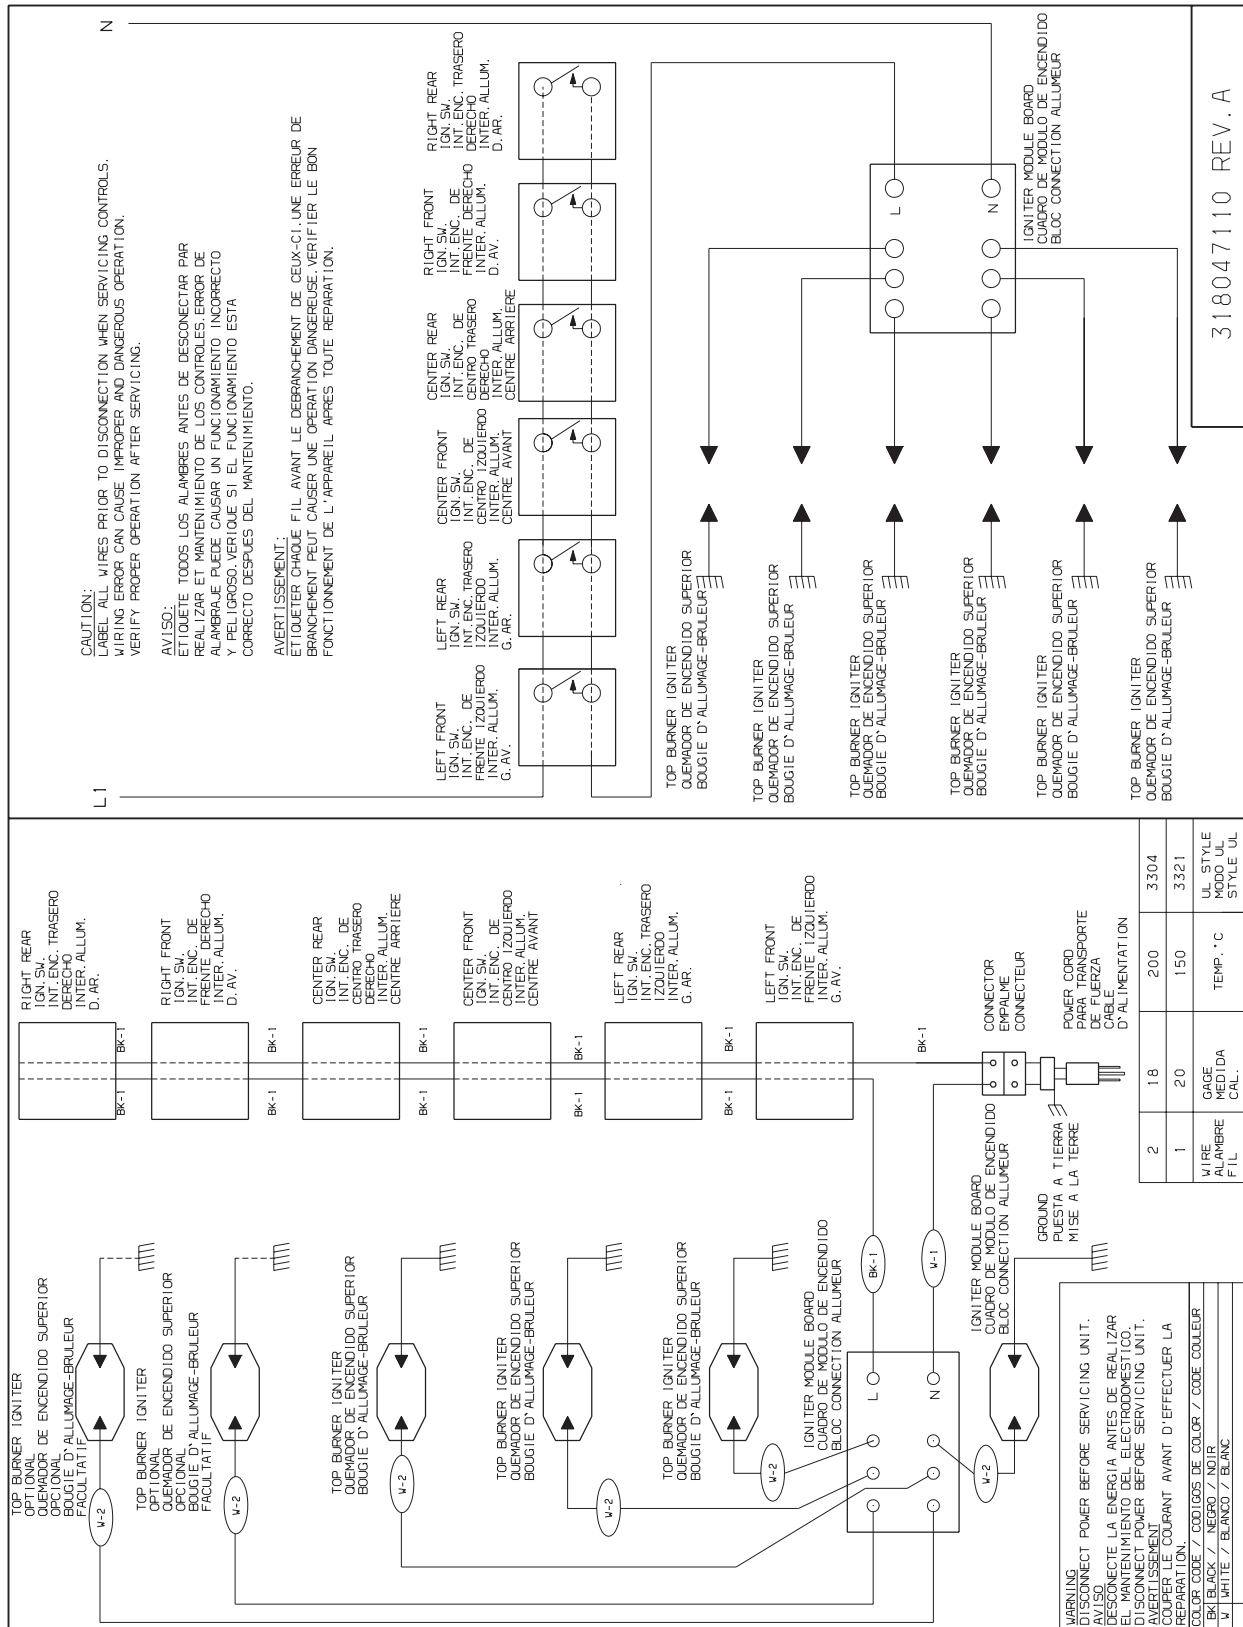 TOP BURNER IGNITER
OPTIONAL
QUEMADOR DE ENCENDIDO SUPERIOR
OPCIONAL
BOUGIE D'ALLUMAGE-BRULEUR
FACULTATIF
W-2
TOP BURNER IGNITER
OPTIONAL
QUEMADOR DE ENCENDIDO SUPERIOR
OPCIONAL
BOUGIE D'ALLUMAGE-BRULEUR
FACULTATIF
W-2
TOP BURNER IGNITER
QUEMADOR DE ENCENDIDO SUPERIOR
BOUGIE D'ALLUMAGE-BRULEUR
W-2
TOP BURNER IGNITER
QUEMADOR DE ENCENDIDO SUPERIOR
BOUGIE D'ALLUMAGE-BRULEUR
W-2
TOP BURNER IGNITER
QUEMADOR DE ENCENDIDO SUPERIOR
BOUGIE D'ALLUMAGE-BRULEUR
W-2
IGNITER MODULE BOARD
CUADRO DE MODULO DE ENCENDIDO
BLOC CONNECTION ALLUMEUR
L
N
W-2
BK-1
W-1
IGNITER MODULE BOARD
CUADRO DE MODULO DE ENCENDIDO
BLOC CONNECTION ALLUMEUR
RIGHT REAR
IGN. SW.
INT. ENC. TRASERO
DERECHO
INTER. ALLUM.
D. AR.
BK-1
BK-1
RIGHT FRONT
IGN. SW.
INT. ENC. DE
FRENTE DERECHO
INTER. ALLUM.
D. AV.
BK-1
BK-1
CENTER REAR
IGN. SW.
INT. ENC. DE
CENTRO TRASERO
DERECHO
INTER. ALLUM.
CENTRE ARRIERE
BK-1
BK-1
CENTER FRONT
IGN. SW.
INT. ENC. DE
CENTRO IZQUIERDO
INTER. ALLUM.
CENTRE AVANT
BK-1
BK-1
LEFT REAR
IGN. SW.
INT. ENC. TRASERO
IZQUIERDO
INTER. ALLUM.
G. AR.
BK-1
BK-1
LEFT FRONT
IGN. SW.
INT. ENC. DE
FRENTE IZQUIERDO
INTER. ALLUM.
G. AV.
BK-1
CONNECTOR
EMPALME
CONNECTEUR
POWER CORD
PARA TRANSPORTE
DE FUERZA
CABLE
D'ALIMENTATION
GROUND
PUESTA A TIERRA
MISE A LA TERRE
WARNING
DISCONNECT POWER BEFORE SERVICING UNIT.
AVISO
DESCONECTE LA ENERGIA ANTES DE REALIZAR
EL MANTENIMIENTO DEL ELECTRODOMESTICO.
DISCONNECT POWER BEFORE SERVICING UNIT.
AVERTISSEMENT
COUPER LE COURANT AVANT D'EFFECTUER LA
REPARATION.
COLOR CODE / CODIGOS DE COLOR / CODE COULEUR
BK BLACK / NEGRO / NOIR
W WHITE / BLANCO / BLANC
2 18 200 3304
1 20 150 3321
WIRE GAGE TEMP. °C UL STYLE
ALAMBRE MEDIDA MODO UL
FIL CAL. STYLE UL
L1
N
CAUTION:
LABEL ALL WIRES PRIOR TO DISCONNECTION WHEN SERVICING CONTROLS.
WIRING ERROR CAN CAUSE IMPROPER AND DANGEROUS OPERATION.
VERIFY PROPER OPERATION AFTER SERVICING.
AVISO:
ETIQUETE TODOS LOS ALAMBRES ANTES DE DESCONECTAR PAR
REALIZAR ET MANTENIMIENTO DE LOS CONTROLES. ERROR DE
ALAMBRAJE PUEDE CAUSAR UN FUNCIONAMIENTO INCORRECTO
Y PELIGROSO. VERIQUE SI EL FUNCIONAMIENTO ESTA
CORRECTO DESPUES DEL MANTENIMIENTO.
AVERTISSEMENT:
ETIQUETER CHAQUE FIL AVANT LE DEBRANCHEMENT DE CEUX-CI. UNE ERREUR DE
BRANCHEMENT PEUT CAUSER UNE OPERATION DANGEREUSE. VERIFIER LE BON
FONCTIONNEMENT DE L'APPAREIL APRES TOUTE REPARATION.
LEFT FRONT
IGN. SW.
INT. ENC. DE
FRENTE IZQUIERDO
INTER. ALLUM.
G. AV.
LEFT REAR
IGN. SW.
INT. ENC. TRASERO
IZQUIERDO
INTER. ALLUM.
G. AR.
CENTER FRONT
IGN. SW.
INT. ENC. DE
CENTRO IZQUIERDO
INTER. ALLUM.
CENTRE AVANT
CENTER REAR
IGN. SW.
INT. ENC. DE
CENTRO TRASERO
DERECHO
INTER. ALLUM.
CENTRE ARRIERE
RIGHT FRONT
IGN. SW.
INT. ENC. DE
FRENTE DERECHO
INTER. ALLUM.
D. AV.
RIGHT REAR
IGN. SW.
INT. ENC. TRASERO
DERECHO
INTER. ALLUM.
D. AR.
TOP BURNER IGNITER
QUEMADOR DE ENCENDIDO SUPERIOR
BOUGIE D'ALLUMAGE-BRULEUR
TOP BURNER IGNITER
QUEMADOR DE ENCENDIDO SUPERIOR
BOUGIE D'ALLUMAGE-BRULEUR
TOP BURNER IGNITER
QUEMADOR DE ENCENDIDO SUPERIOR
BOUGIE D'ALLUMAGE-BRULEUR
TOP BURNER IGNITER
QUEMADOR DE ENCENDIDO SUPERIOR
BOUGIE D'ALLUMAGE-BRULEUR
TOP BURNER IGNITER
QUEMADOR DE ENCENDIDO SUPERIOR
BOUGIE D'ALLUMAGE-BRULEUR
TOP BURNER IGNITER
QUEMADOR DE ENCENDIDO SUPERIOR
BOUGIE D'ALLUMAGE-BRULEUR
L
N
IGNITER MODULE BOARD
CUADRO DE MODULO DE ENCENDIDO
BLOC CONNECTION ALLUMEUR
318047110 REV. A